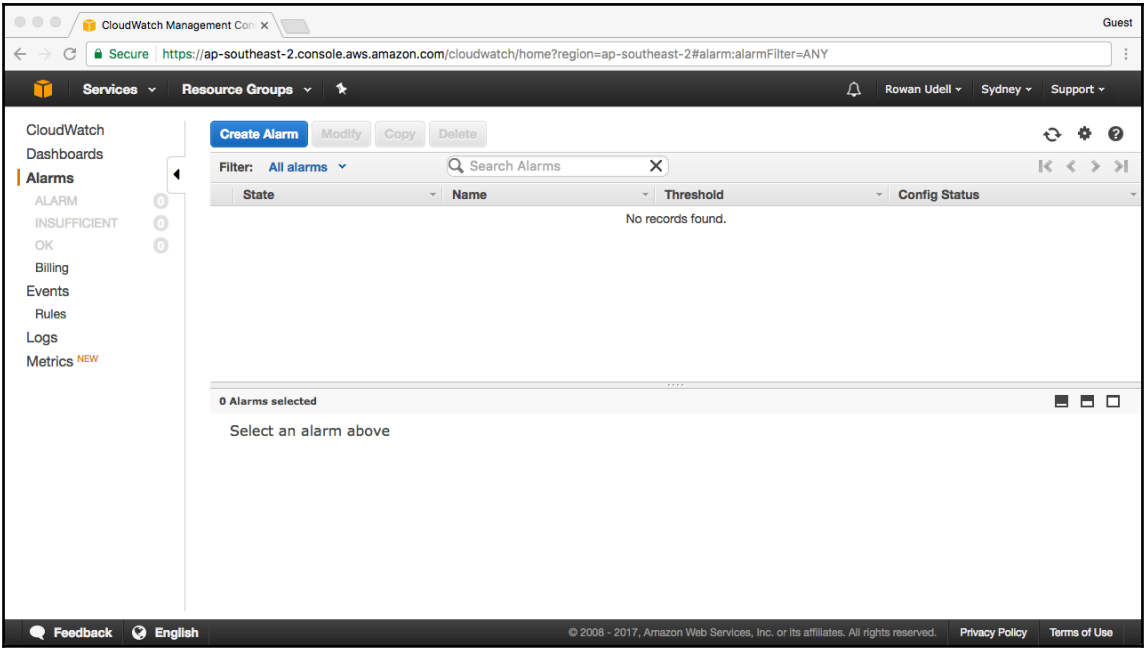 CloudWatch Management Con
Guest
Secure https://ap-southeast-2.console.aws.amazon.com/cloudwatch/home?region=ap-southeast-2#alarm:alarmFilter=ANY
Services Resource Groups Rowan Udell Sydney Support
CloudWatch
Dashboards
Alarms
ALARM 0
INSUFFICIENT 0
OK 0
Billing
Events
Rules
Logs
Metrics NEW
Create Alarm Modify Copy Delete
Filter: All alarms Search Alarms
State Name Threshold Config Status
No records found.
0 Alarms selected
Select an alarm above
Feedback English © 2008 - 2017, Amazon Web Services, Inc. or its affiliates. All rights reserved. Privacy Policy Terms of Use